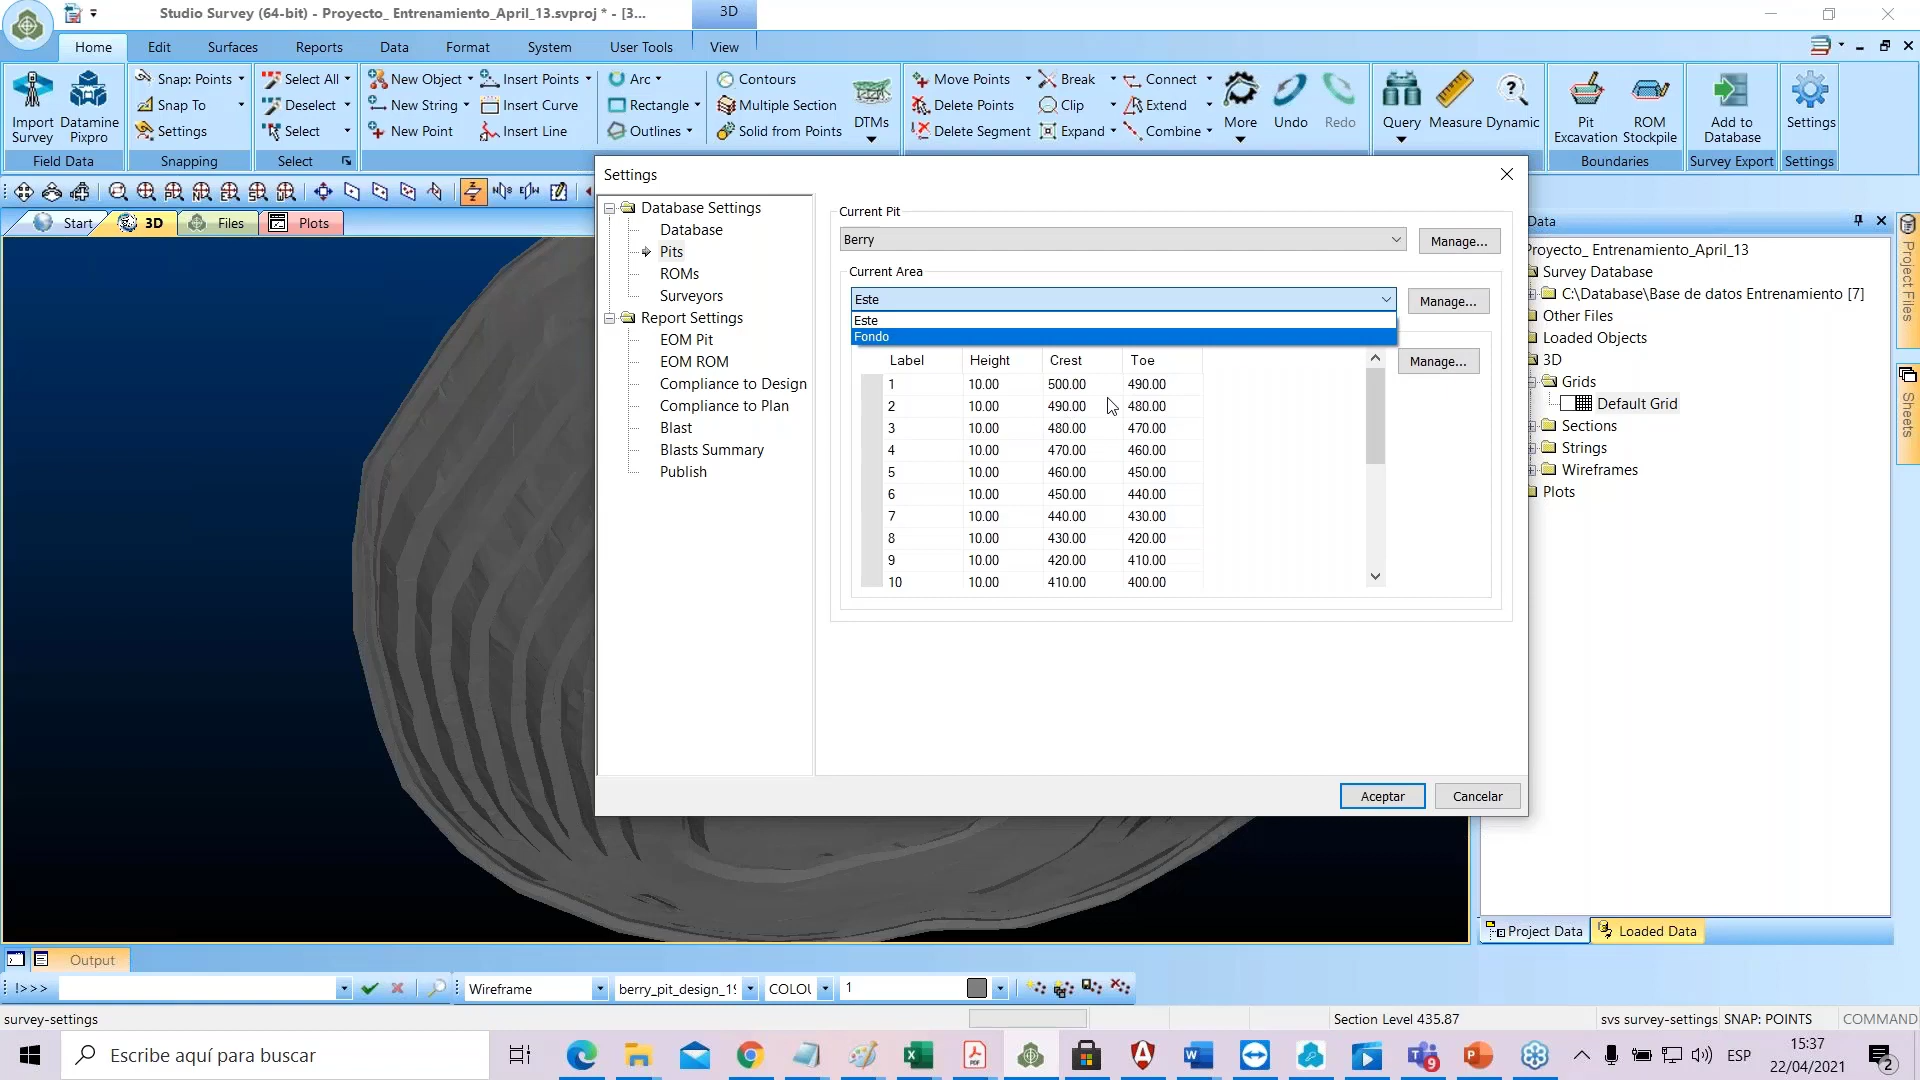 Studio Survey (64-bit) - Proyecto_ Entrenamiento_April_13.svproj * - [3...
3D
Home Edit Surfaces Reports Data Format System User Tools View
Import Survey
Datamine Pixpro
Field Data
Snap: Points
Snap To
Settings
Snapping
Select All
Deselect
Select
Select
New Object
New String
New Point
Insert Points
Insert Curve
Insert Line
Arc
Rectangle
Outlines
Contours
Multiple Section
Solid from Points
DTMs
Move Points
Delete Points
Delete Segment
Break
Clip
Expand
Connect
Extend
Combine
More
Undo
Redo
Query
Measure
Dynamic
Pit Excavation
ROM Stockpile
Boundaries
Add to Database
Survey Export
Settings
Settings
Start
3D
Files
Plots
Settings
Database Settings
Database
Pits
ROMs
Surveyors
Report Settings
EOM Pit
EOM ROM
Compliance to Design
Compliance to Plan
Blast
Blasts Summary
Publish
Current Pit
Berry
Manage...
Current Area
Este
Manage...
Este
Fondo
Manage...
Label Height Crest Toe
1 10.00 500.00 490.00
2 10.00 490.00 480.00
3 10.00 480.00 470.00
4 10.00 470.00 460.00
5 10.00 460.00 450.00
6 10.00 450.00 440.00
7 10.00 440.00 430.00
8 10.00 430.00 420.00
9 10.00 420.00 410.00
10 10.00 410.00 400.00
Aceptar
Cancelar
Data
Proyecto_ Entrenamiento_April_13
Survey Database
C:\Database\Base de datos Entrenamiento [7]
Other Files
Loaded Objects
3D
Grids
Default Grid
Sections
Strings
Wireframes
Plots
Project Files
Sheets
Project Data
Loaded Data
Output
!>>>
Wireframe
berry_pit_design_19
COLOU
1
survey-settings
Section Level 435.87
svs survey-settings
SNAP: POINTS
COMMAND
Escribe aquí para buscar
9
ESP
15:37
22/04/2021
2